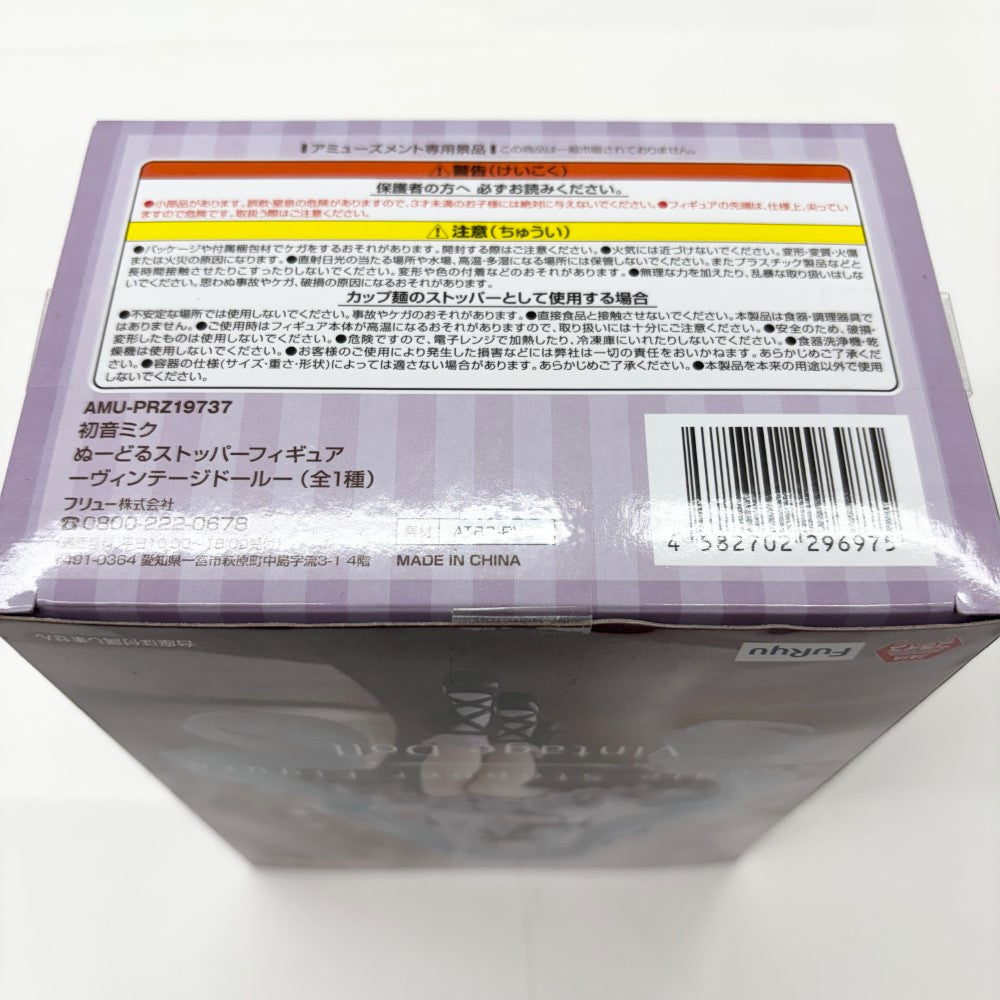 アミューズメント専用景品 この商品は一般市販されておりません。
⚠警告(けいこく)
保護者の方へ 必ずお読みください。
●小部品があります。誤飲・窒息の危険がありますので、3才未満のお子様には絶対に与えないでください。●フィギュアの先端は、仕様上、尖ってい
ますので危険です。取扱う際はご注意ください。
⚠注意(ちゅうい)
●パッケージや付属梱包材でケガをするおそれがあります。開封する際はご注意ください。●火気には近づけないでください。変形・変質・火傷
または火災の原因になります。●直射日光の当たる場所や水場、高温・多湿になる場所には保管しないでください。またプラスチック製品などと
長時間接触させたりこすったりしないでください。変形や色の付着などのおそれがあります。●無理な力を加えたり、乱暴な取り扱いはしな
いでください。思わぬ事故やケガ、破損の原因になるおそれがあります。
カップ麺のストッパーとして使用する場合
●不安定な場所では使用しないでください。事故やケガのおそれがあります。●直接食品と接触させないでください。本製品は食器・調理器具で
はありません。●ご使用時はフィギュア本体が高温になるおそれがありますので、取り扱いには十分にご注意ください。●安全のため、破損・
変形したものは使用しないでください。●危険ですので、電子レンジで加熱したり、冷凍庫にいれたりしないでください。●食器洗浄機・乾
燥機は使用しないでください。●お客様のご使用により発生した損害などには弊社は一切の責任をおいかねます。あらかじめご了承くださ
い。●容器の仕様(サイズ・重さ・形状)によっては適さない場合があります。あらかじめご了承ください。●本製品を本来の用途以外で使用
しないでください。
AMU-PRZ19737
初音ミク
ぬーどるストッパーフィギュア
ーヴィンテージドールー(全1種)
フリュー株式会社
☎0800-222-0678
〒491-0364 愛知県一宮市萩原町中島字流3-1 4階
MADE IN CHINA
4 582702 296975
台座は付属しません
FuRyu
Vintage Doll